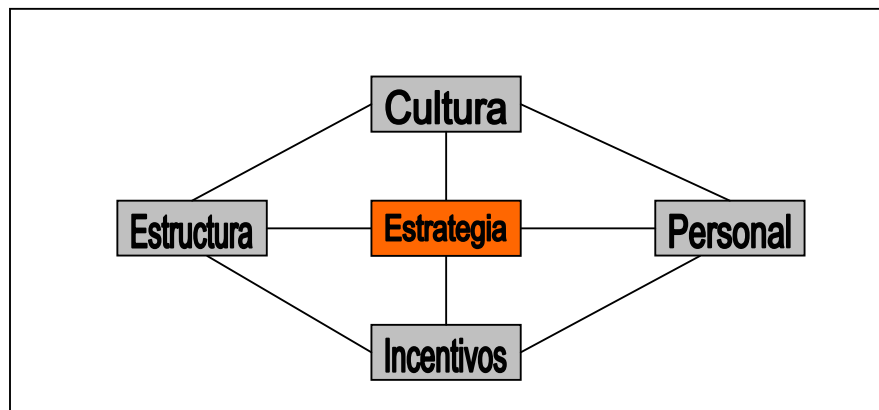 Cultura
Estructura
Estrategia
Personal
Incentivos